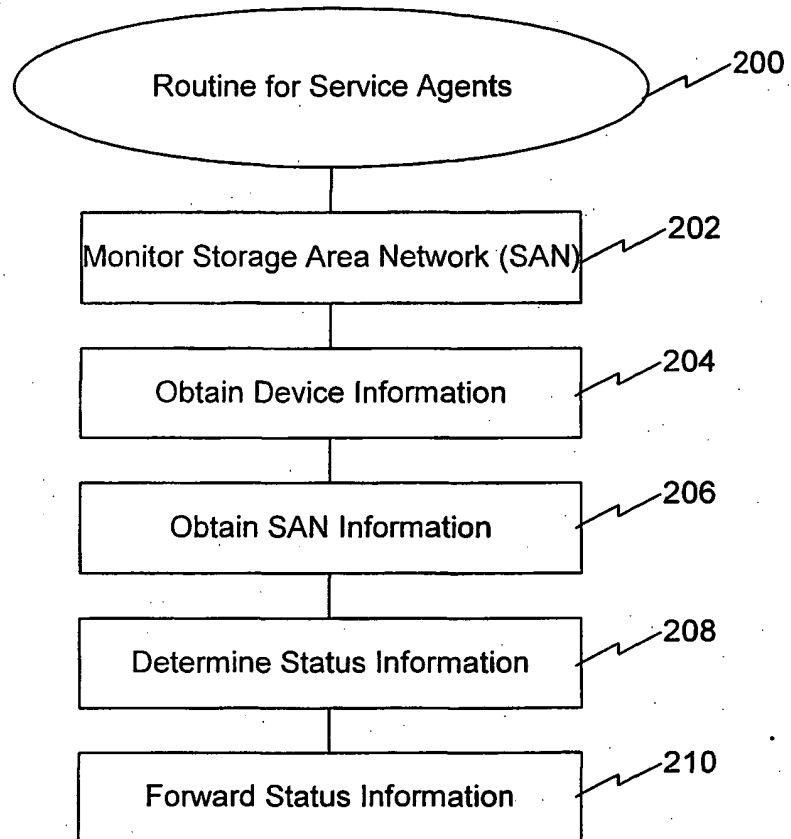 Routine for Service Agents
200
Monitor Storage Area Network (SAN)
202
Obtain Device Information
204
Obtain SAN Information
206
Determine Status Information
208
Forward Status Information
210